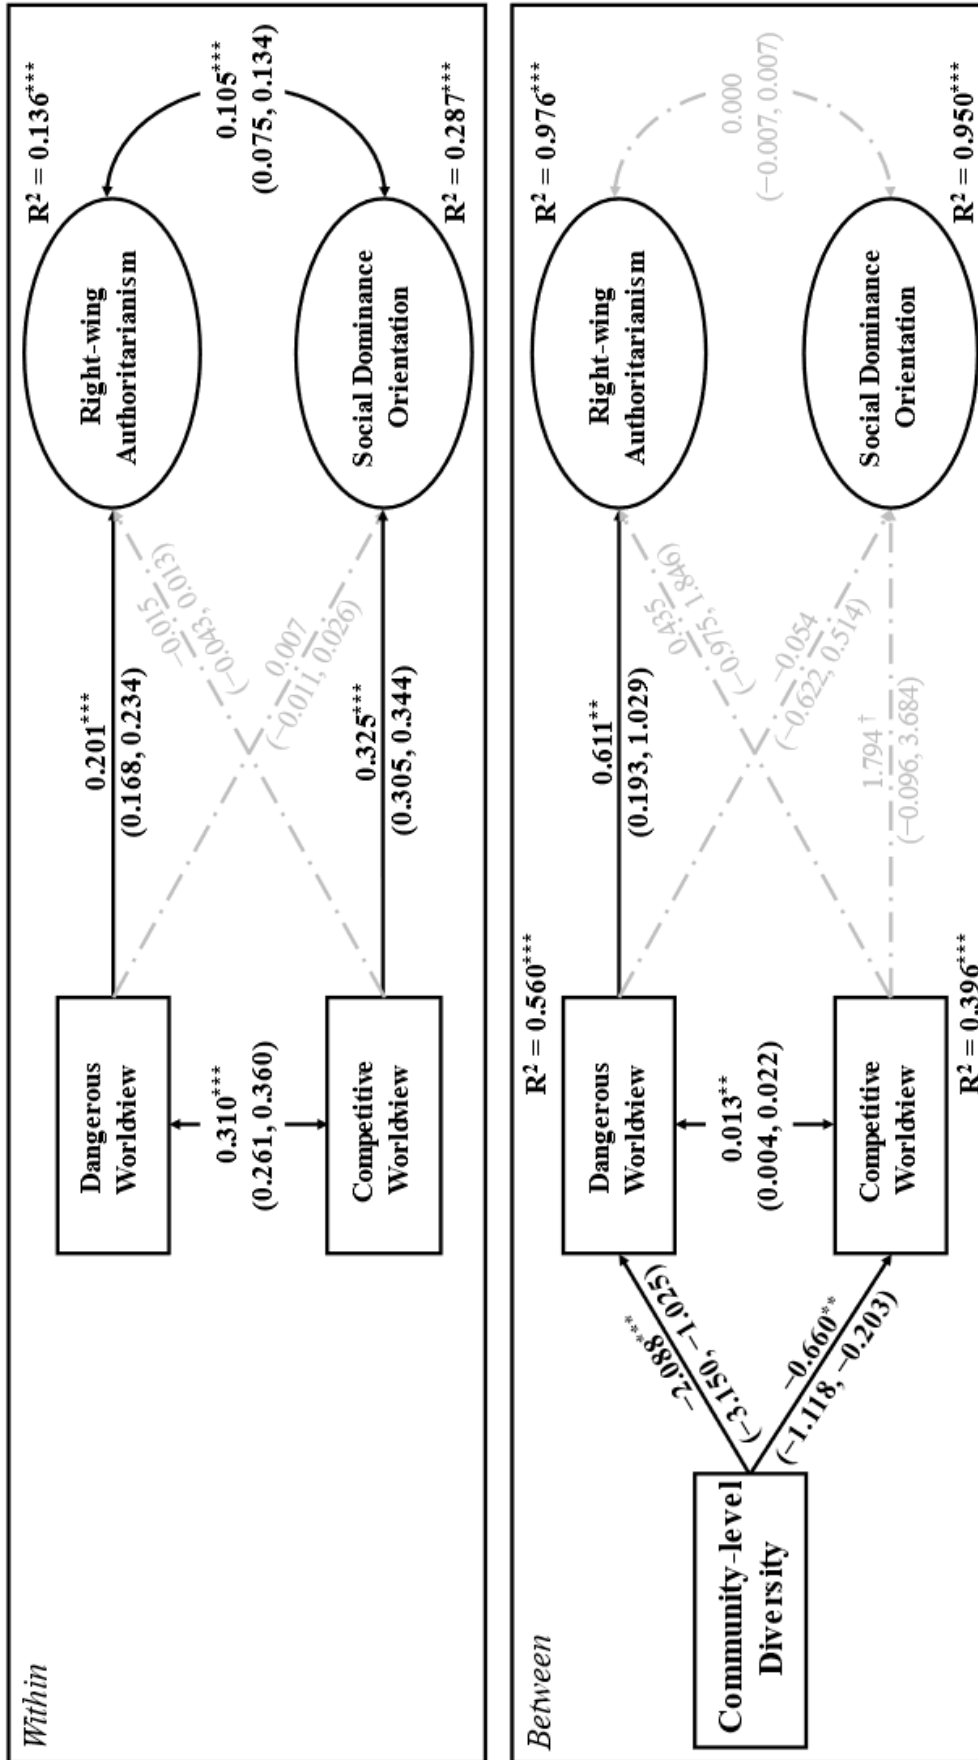 Within
Dangerous
Worldview
0.310***
(0.261, 0.360)
Competitive
Worldview
0.201***
(0.168, 0.234)
−0.015
(−0.043, 0.013)
0.007
(−0.011, 0.026)
0.325***
(0.305, 0.344)
R² = 0.136***
Right-wing
Authoritarianism
0.105***
(0.075, 0.134)
Social Dominance
Orientation
R² = 0.287***
Between
Community-level
Diversity
−2.088***
(−3.150, −1.025)
−0.660**
(−1.118, −0.203)
R² = 0.560***
Dangerous
Worldview
0.013**
(0.004, 0.022)
Competitive
Worldview
R² = 0.396***
0.611**
(0.193, 1.029)
0.435
(−0.975, 1.846)
−0.054
(−0.622, 0.514)
1.794†
(−0.096, 3.684)
R² = 0.976***
Right-wing
Authoritarianism
0.000
(−0.007, 0.007)
Social Dominance
Orientation
R² = 0.950***